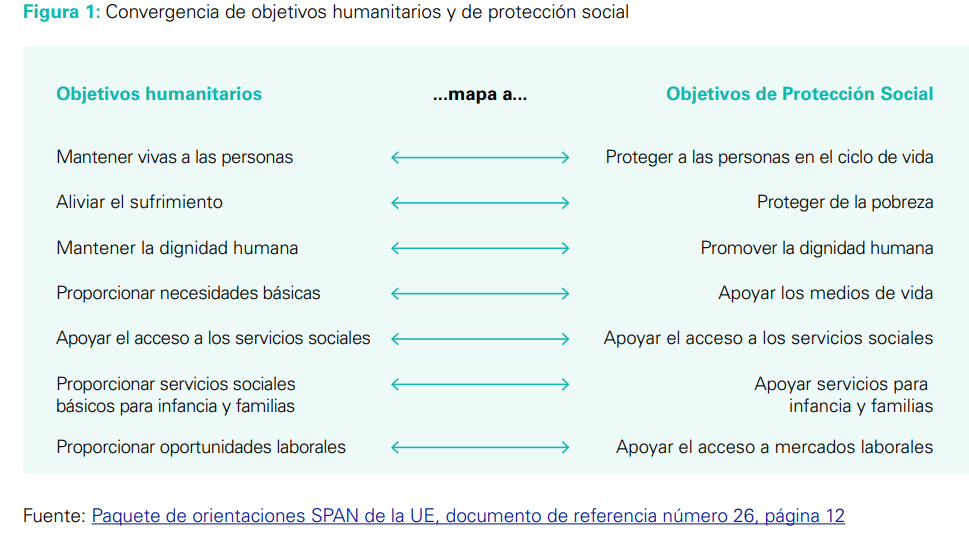 Figura 1: Convergencia de objetivos humanitarios y de protección social
Objetivos humanitarios ...mapa a... Objetivos de Protección Social
Mantener vivas a las personas Proteger a las personas en el ciclo de vida
Aliviar el sufrimiento Proteger de la pobreza
Mantener la dignidad humana Promover la dignidad humana
Proporcionar necesidades básicas Apoyar los medios de vida
Apoyar el acceso a los servicios sociales Apoyar el acceso a los servicios sociales
Proporcionar servicios sociales Apoyar servicios para
básicos para infancia y familias infancia y familias
Proporcionar oportunidades laborales Apoyar el acceso a mercados laborales
Fuente: Paquete de orientaciones SPAN de la UE, documento de referencia número 26, página 12